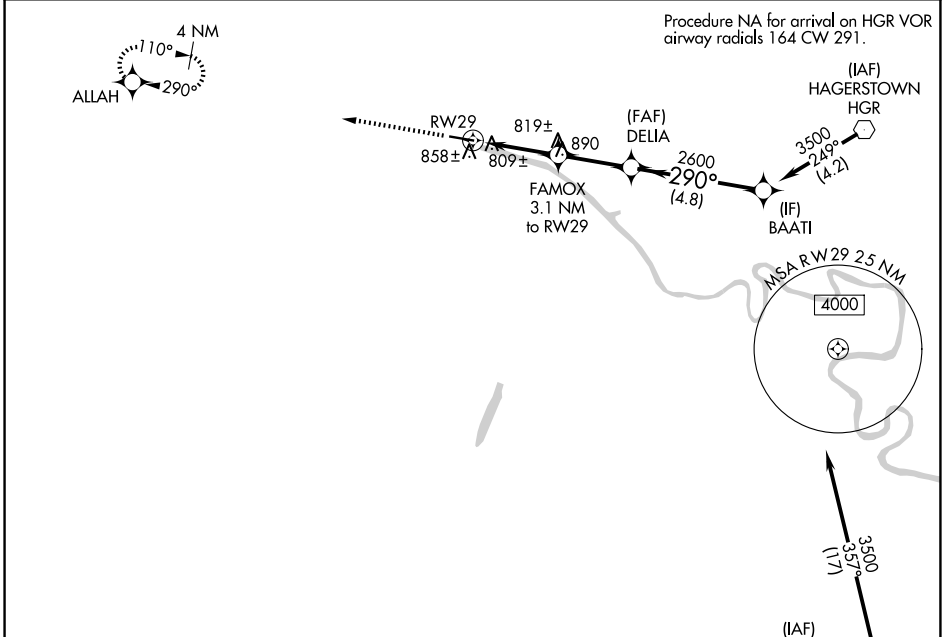 Procedure NA for arrival on HGR VOR
airway radials 164 CW 291.
4 NM
110°
290°
ALLAH
(IAF)
HAGERSTOWN
HGR
3500
249°
(4.2)
RW29
819±
890
858±
809±
(FAF)
DELIA
2600
290°
(4.8)
FAMOX
3.1 NM
to RW29
(IF)
BAATI
MSA RW29 25 NM
4000
3500
357°
(17)
(IAF)